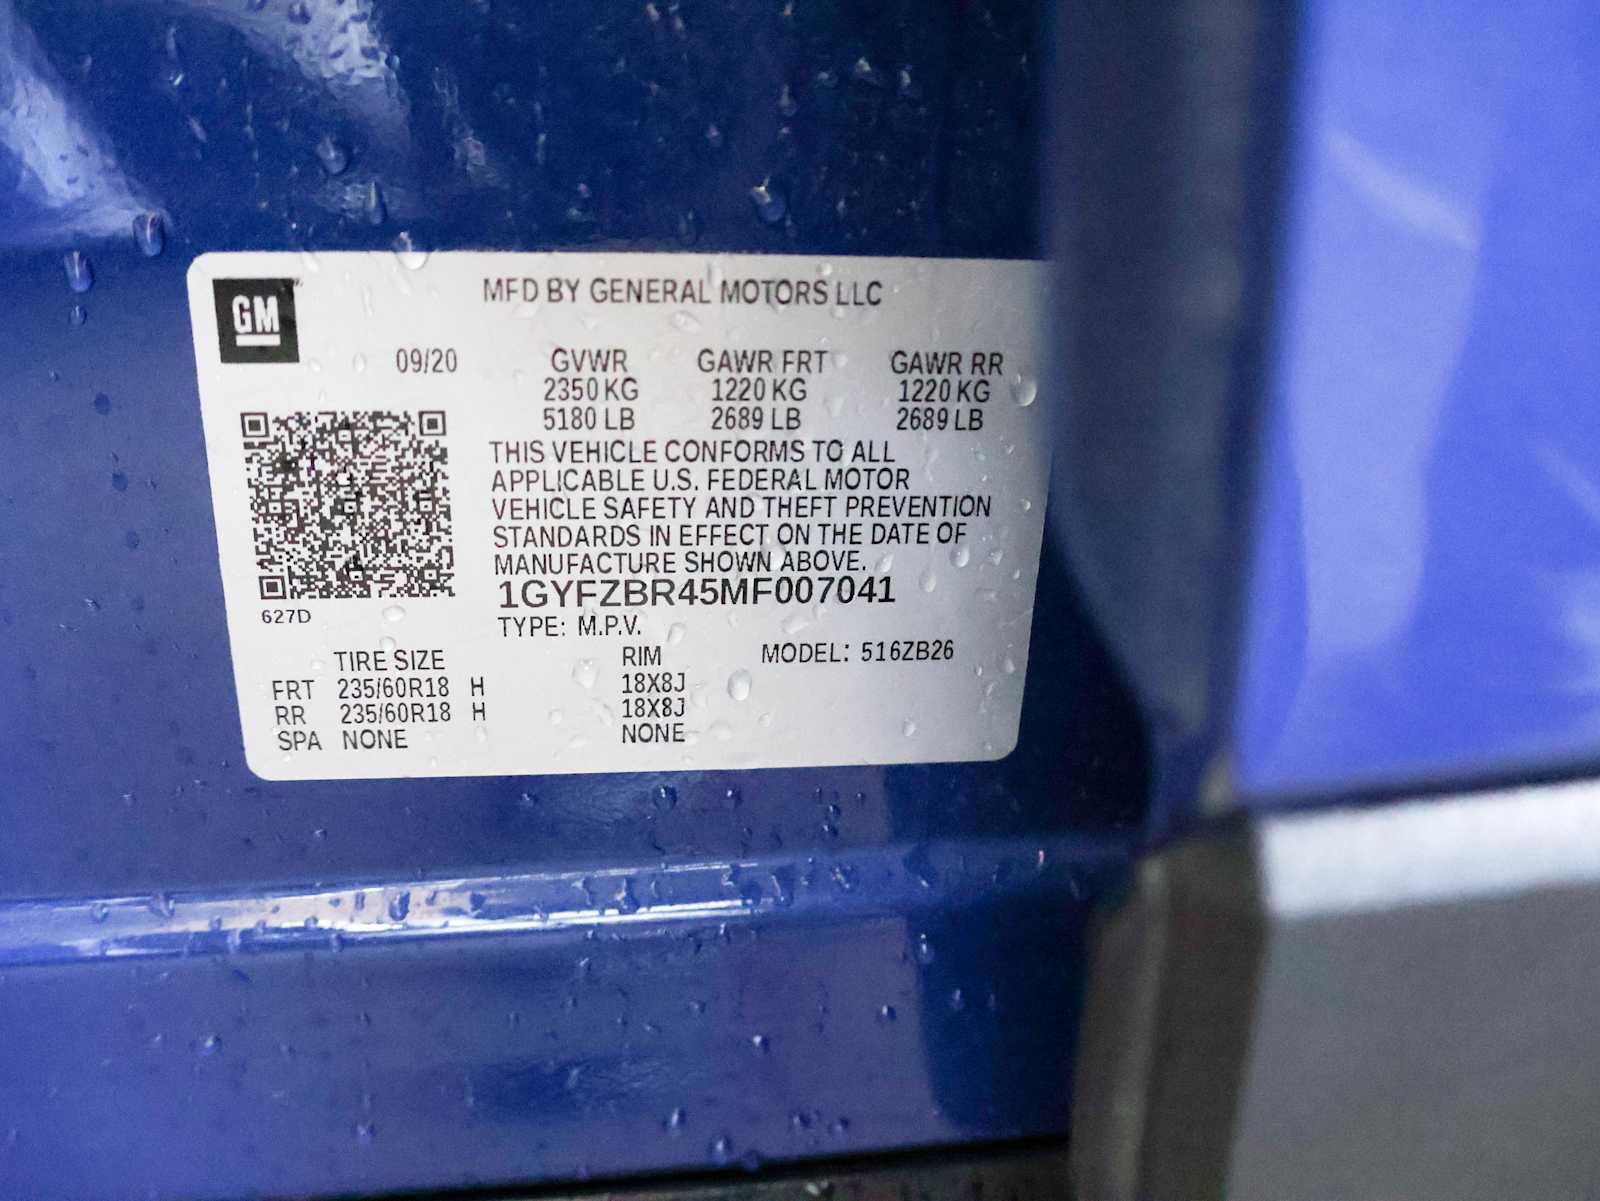 GM
MFD BY GENERAL MOTORS LLC
09/20 GVWR GAWR FRT GAWR RR
2350 KG 1220 KG 1220 KG
5180 LB 2689 LB 2689 LB
THIS VEHICLE CONFORMS TO ALL
APPLICABLE U.S. FEDERAL MOTOR
VEHICLE SAFETY AND THEFT PREVENTION
STANDARDS IN EFFECT ON THE DATE OF
MANUFACTURE SHOWN ABOVE.
1GYFZBR45MF007041
627D
TYPE: M.P.V.
MODEL: 516ZB26
TIRE SIZE RIM
FRT 235/60R18 H 18X8J
RR 235/60R18 H 18X8J
SPA NONE NONE